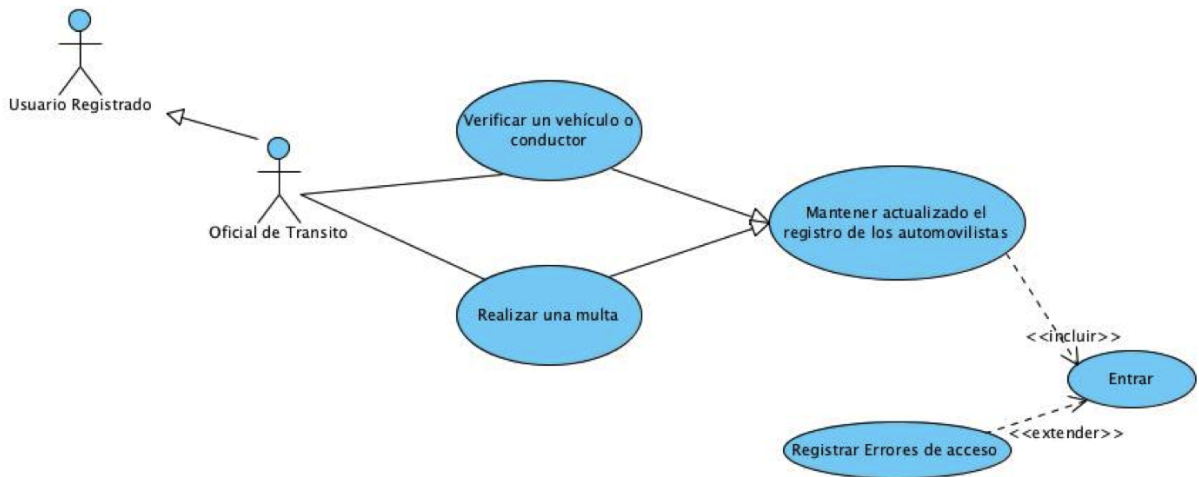 Usuario Registrado
Oficial de Transito
Verificar un vehículo o
conductor
Realizar una multa
Mantener actualizado el
registro de los automovilistas
<<incluir>>
Entrar
<<extender>>
Registrar Errores de acceso